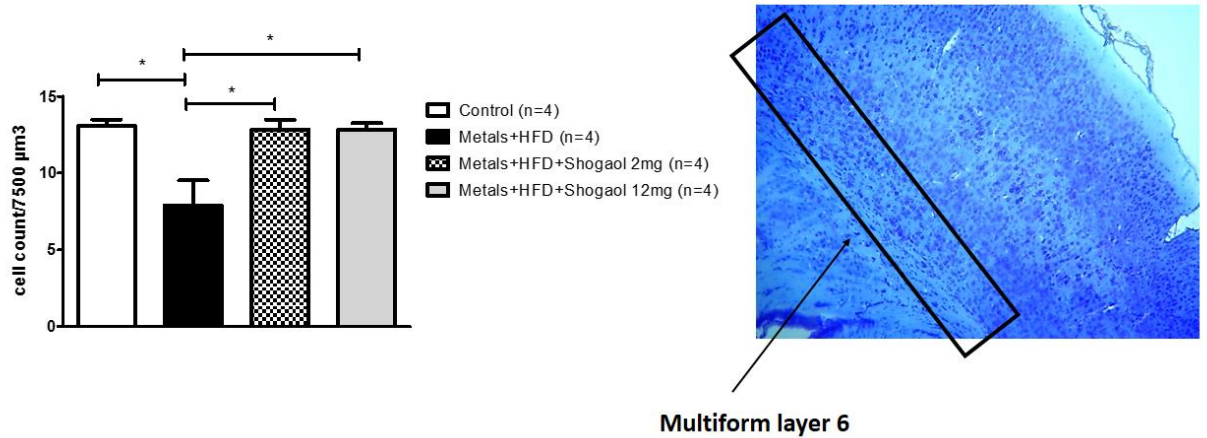 *
*
*
15
10
5
0
cell count/7500 µm3
Control (n=4)
Metals+HFD (n=4)
Metals+HFD+Shogaol 2mg (n=4)
Metals+HFD+Shogaol 12mg (n=4)
Multiform layer 6